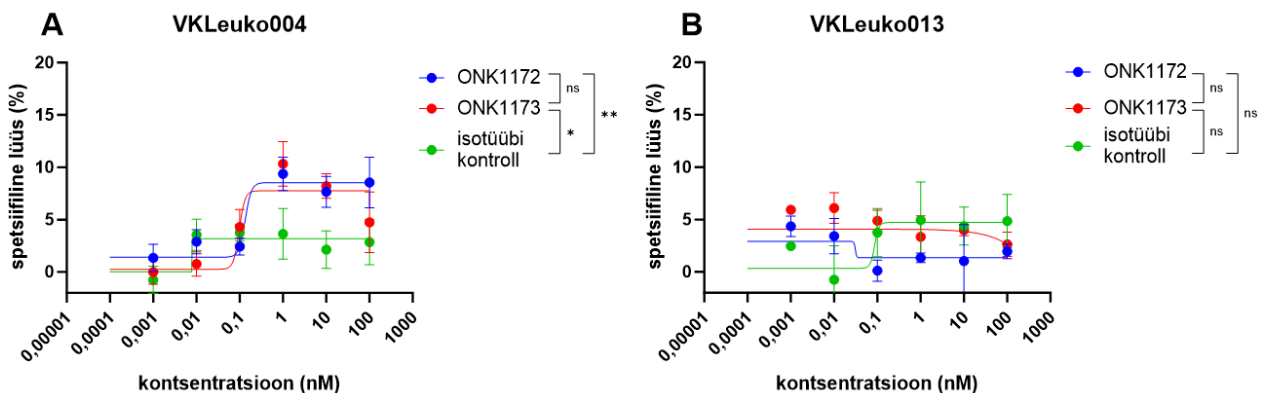 A
VKLeuko004
spetsiifiline lüüs (%)
20
15
10
5
0
0,00001
0,0001
0,001
0,01
0,1
1
10
100
1000
kontsentratsioon (nM)
ONK1172
ONK1173
isotüübi
kontroll
ns
*
**
B
VKLeuko013
spetsiifiline lüüs (%)
20
15
10
5
0
0,00001
0,0001
0,001
0,01
0,1
1
10
100
1000
kontsentratsioon (nM)
ONK1172
ONK1173
isotüübi
kontroll
ns
ns
ns